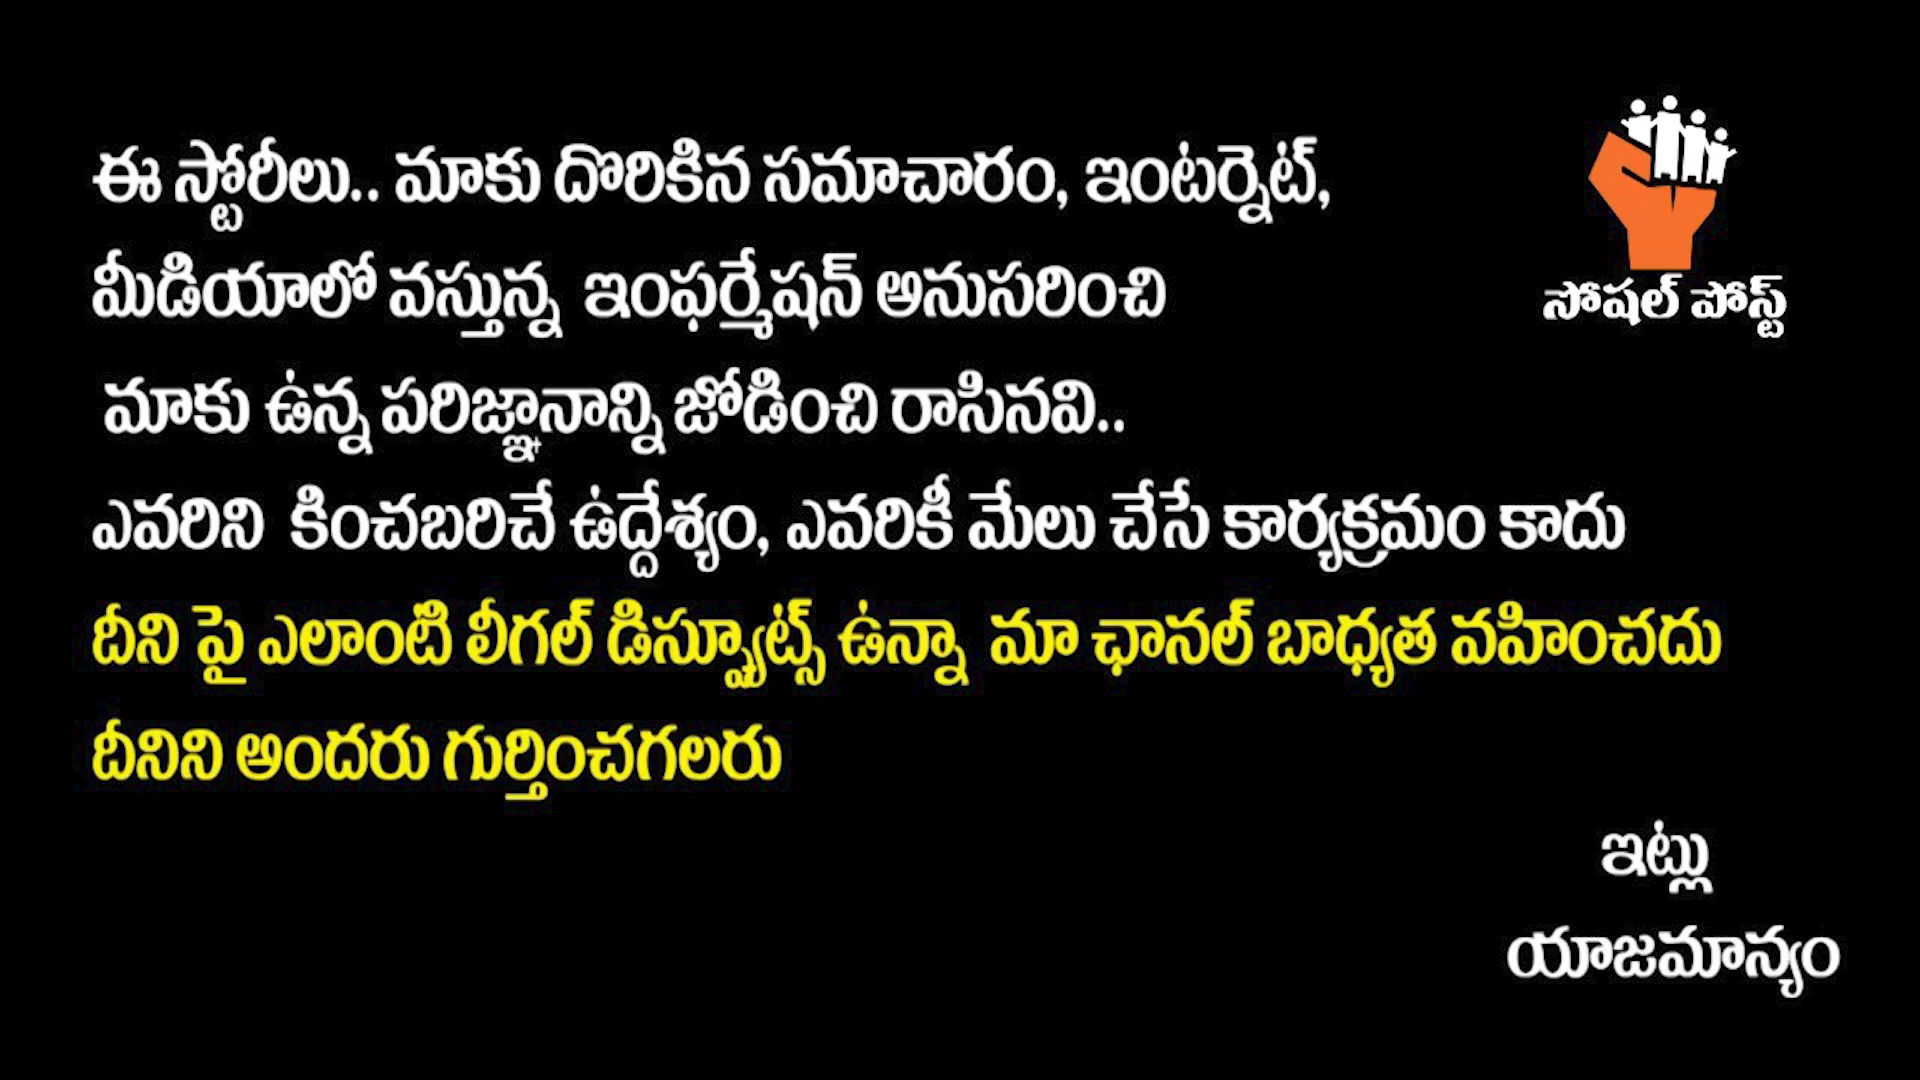 ఈ స్టోరీలు.. మాకు దొరికిన సమాచారం, ఇంటర్నెట్,
మీడియాలో వస్తున్న ఇంఫర్మేషన్ అనుసరించి
మాకు ఉన్న పరిజ్ఞానాన్ని జోడించి రాసినవి..
ఎవరిని కించబరిచే ఉద్దేశ్యం, ఎవరికీ మేలు చేసే కార్యక్రమం కాదు
దీని పై ఎలాంటి లీగల్ డిస్ప్యూట్స్ ఉన్నా మా ఛానల్ బాధ్యత వహించదు
దీనిని అందరు గుర్తించగలరు
సోషల్ పోస్ట్
ఇట్లు
యాజమాన్యం